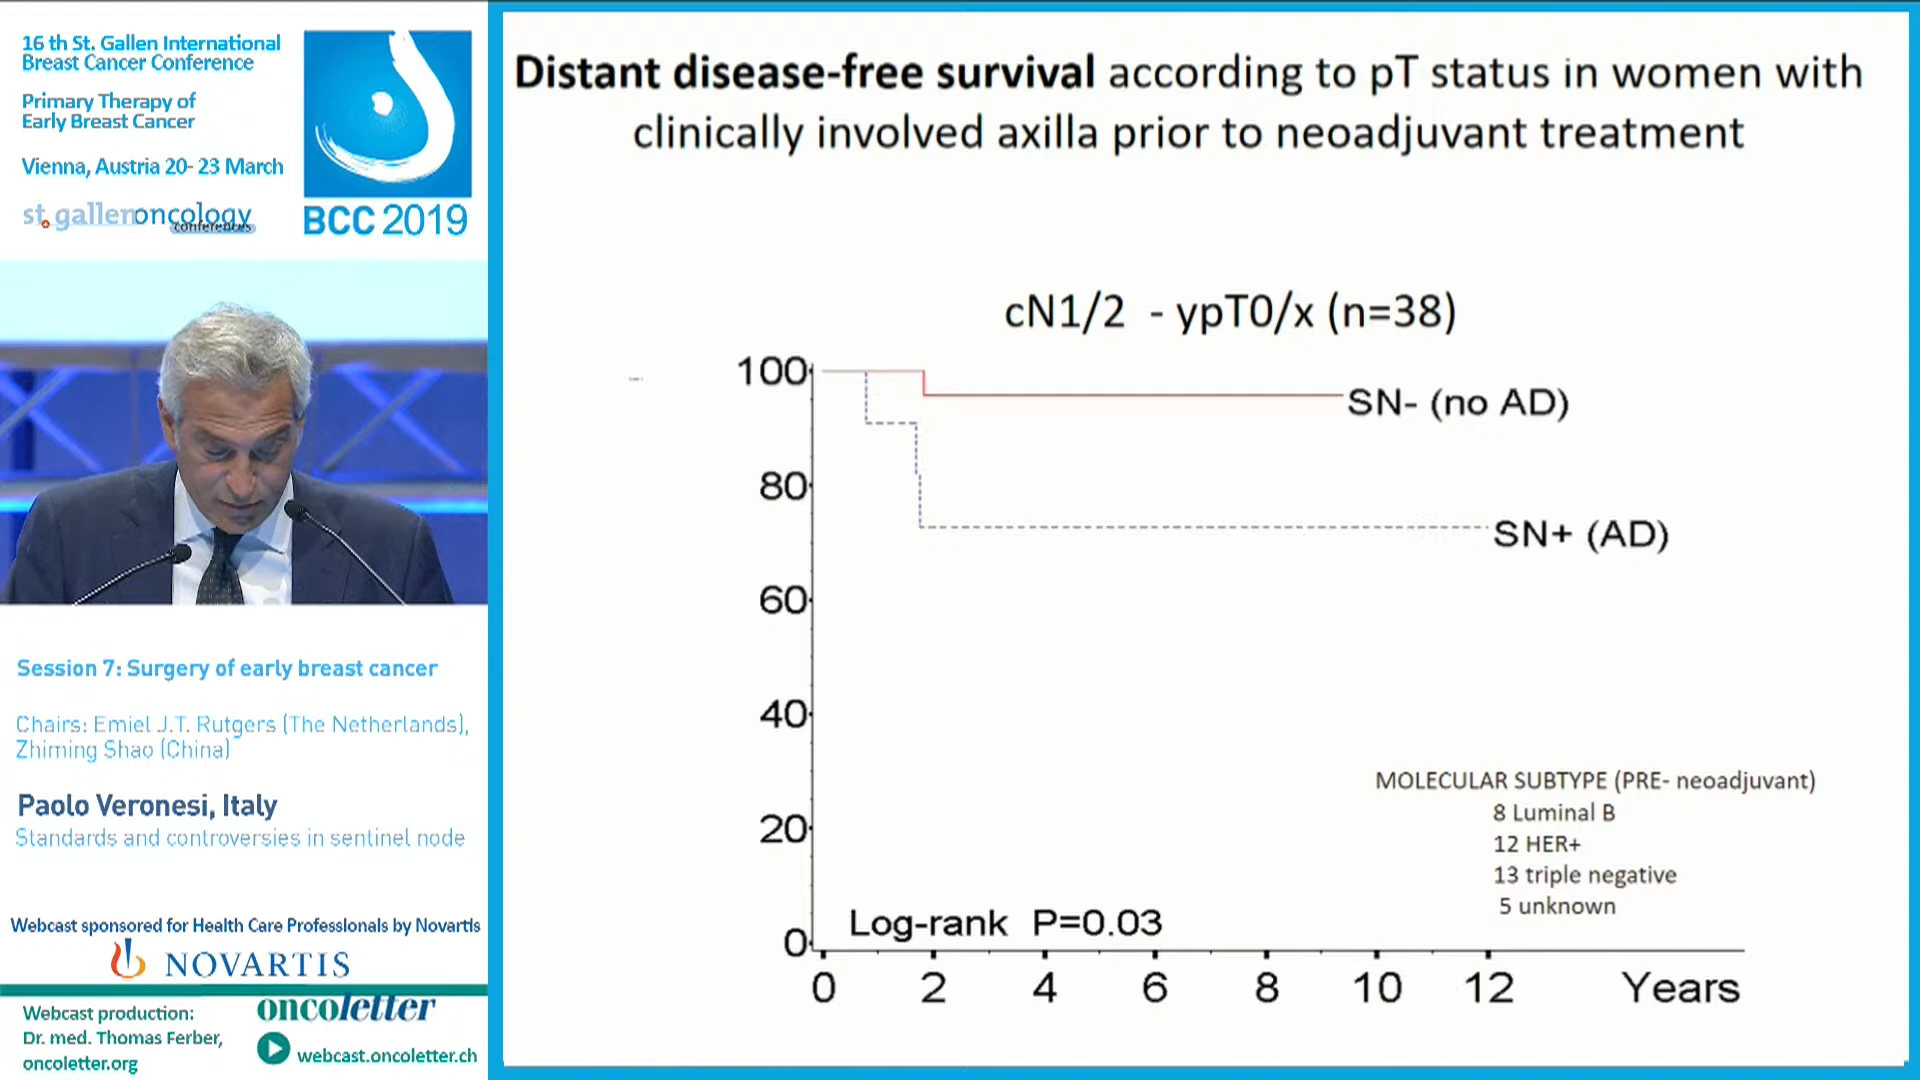 16 th St. Gallen International
Breast Cancer Conference
Primary Therapy of
Early Breast Cancer
Vienna, Austria 20- 23 March
st.gallenoncology
conferences
BCC 2019
Session 7: Surgery of early breast cancer
Chairs: Emiel J.T. Rutgers (The Netherlands),
Zhiming Shao (China)
Paolo Veronesi, Italy
Standards and controversies in sentinel node
Webcast sponsored for Health Care Professionals by Novartis
NOVARTIS
Webcast production:
Dr. med. Thomas Ferber,
oncoletter.org
oncoletter
webcast.oncoletter.ch
Distant disease-free survival according to pT status in women with
clinically involved axilla prior to neoadjuvant treatment
cN1/2 - ypT0/x (n=38)
100
80
60
40
20
0
SN- (no AD)
SN+ (AD)
MOLECULAR SUBTYPE (PRE- neoadjuvant)
8 Luminal B
12 HER+
13 triple negative
5 unknown
Log-rank P=0.03
0 2 4 6 8 10 12 Years